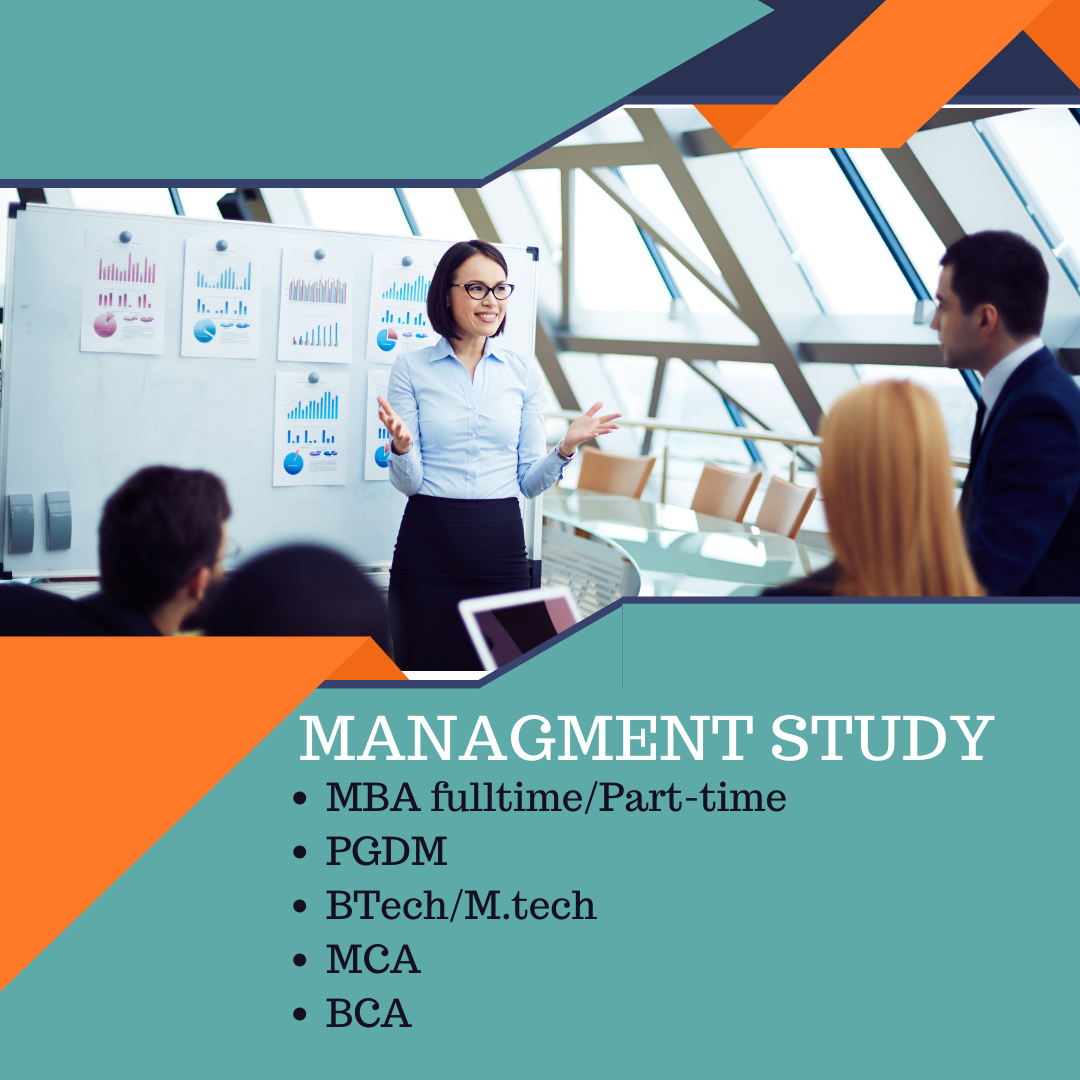 MANAGMENT STUDY
• MBA fulltime/Part-time
• PGDM
• BTech/M.tech
• MCA
• BCA